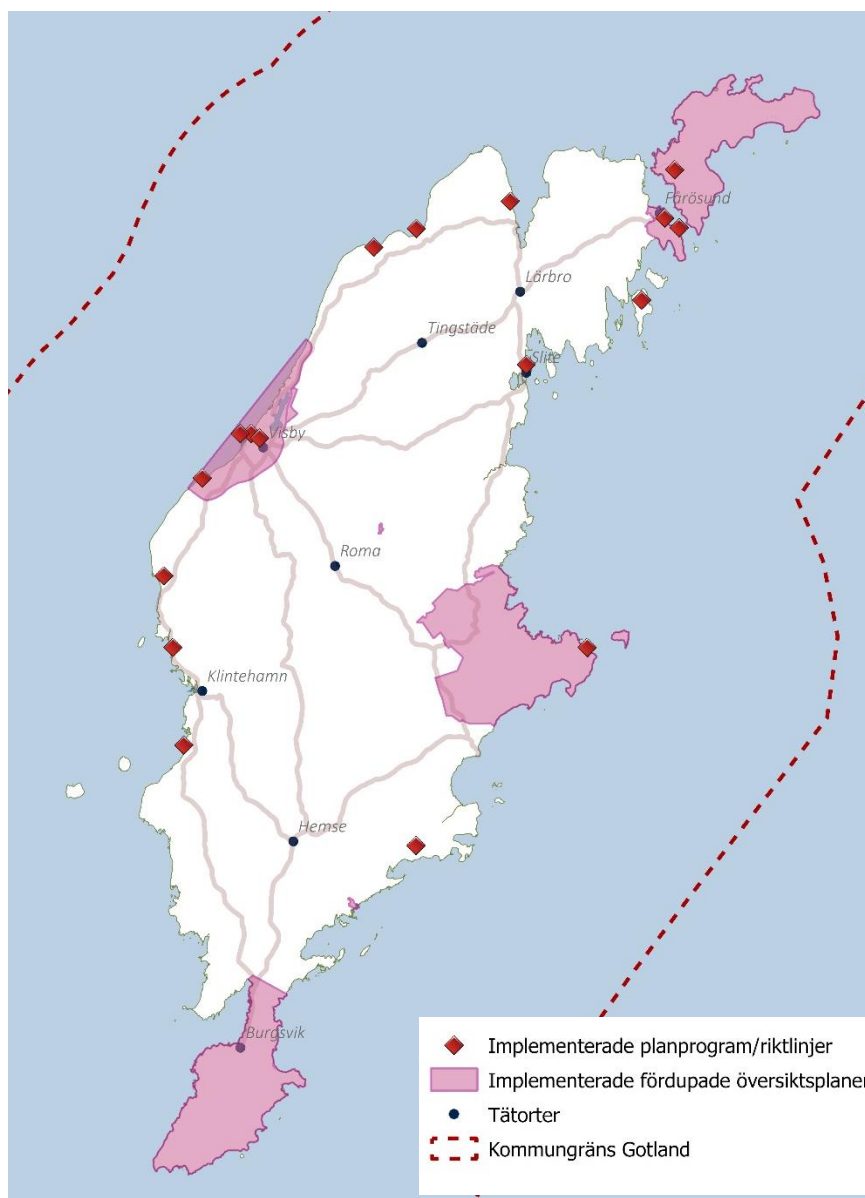 Fårösund
Lärbro
Tingstäde
Slite
Visby
Roma
Klintehamn
Hemse
Burgsvik
Implementerade planprogram/riktlinjer
Implementerade fördupade översiktsplaner
Tätorter
Kommungräns Gotland